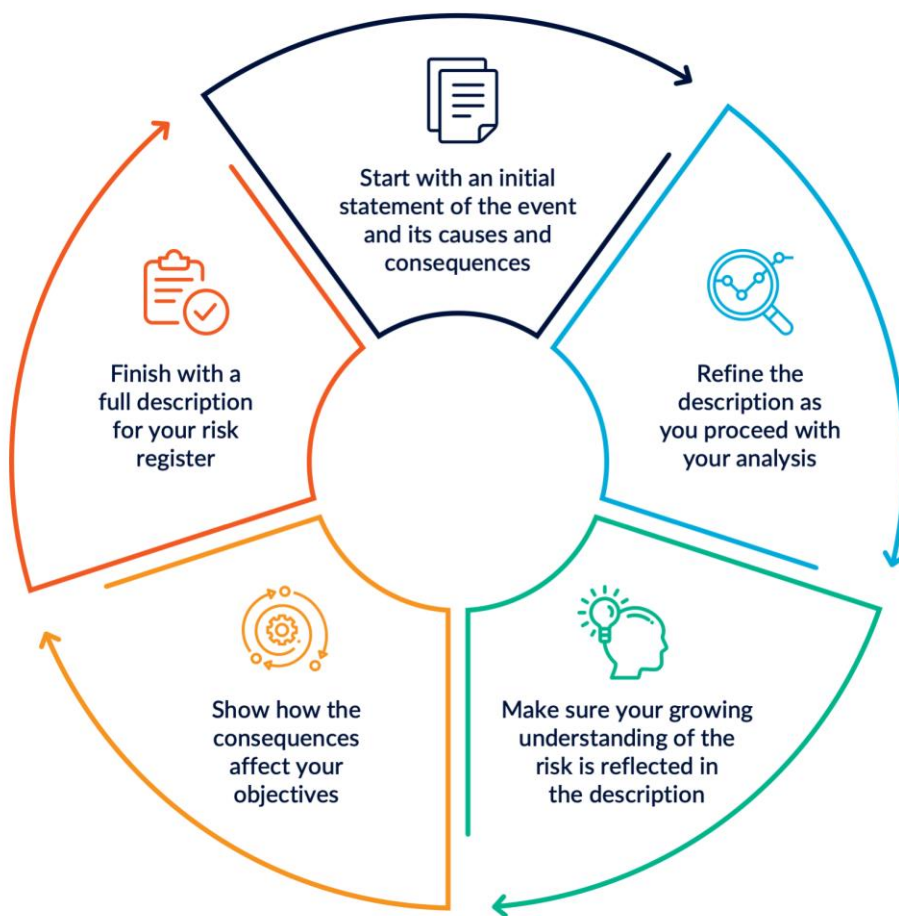 Start with an initial
statement of the event
and its causes and
consequences
Refine the
description as
you proceed with
your analysis
Make sure your growing
understanding of the
risk is reflected in
the description
Show how the
consequences
affect your
objectives
Finish with a
full description
for your risk
register